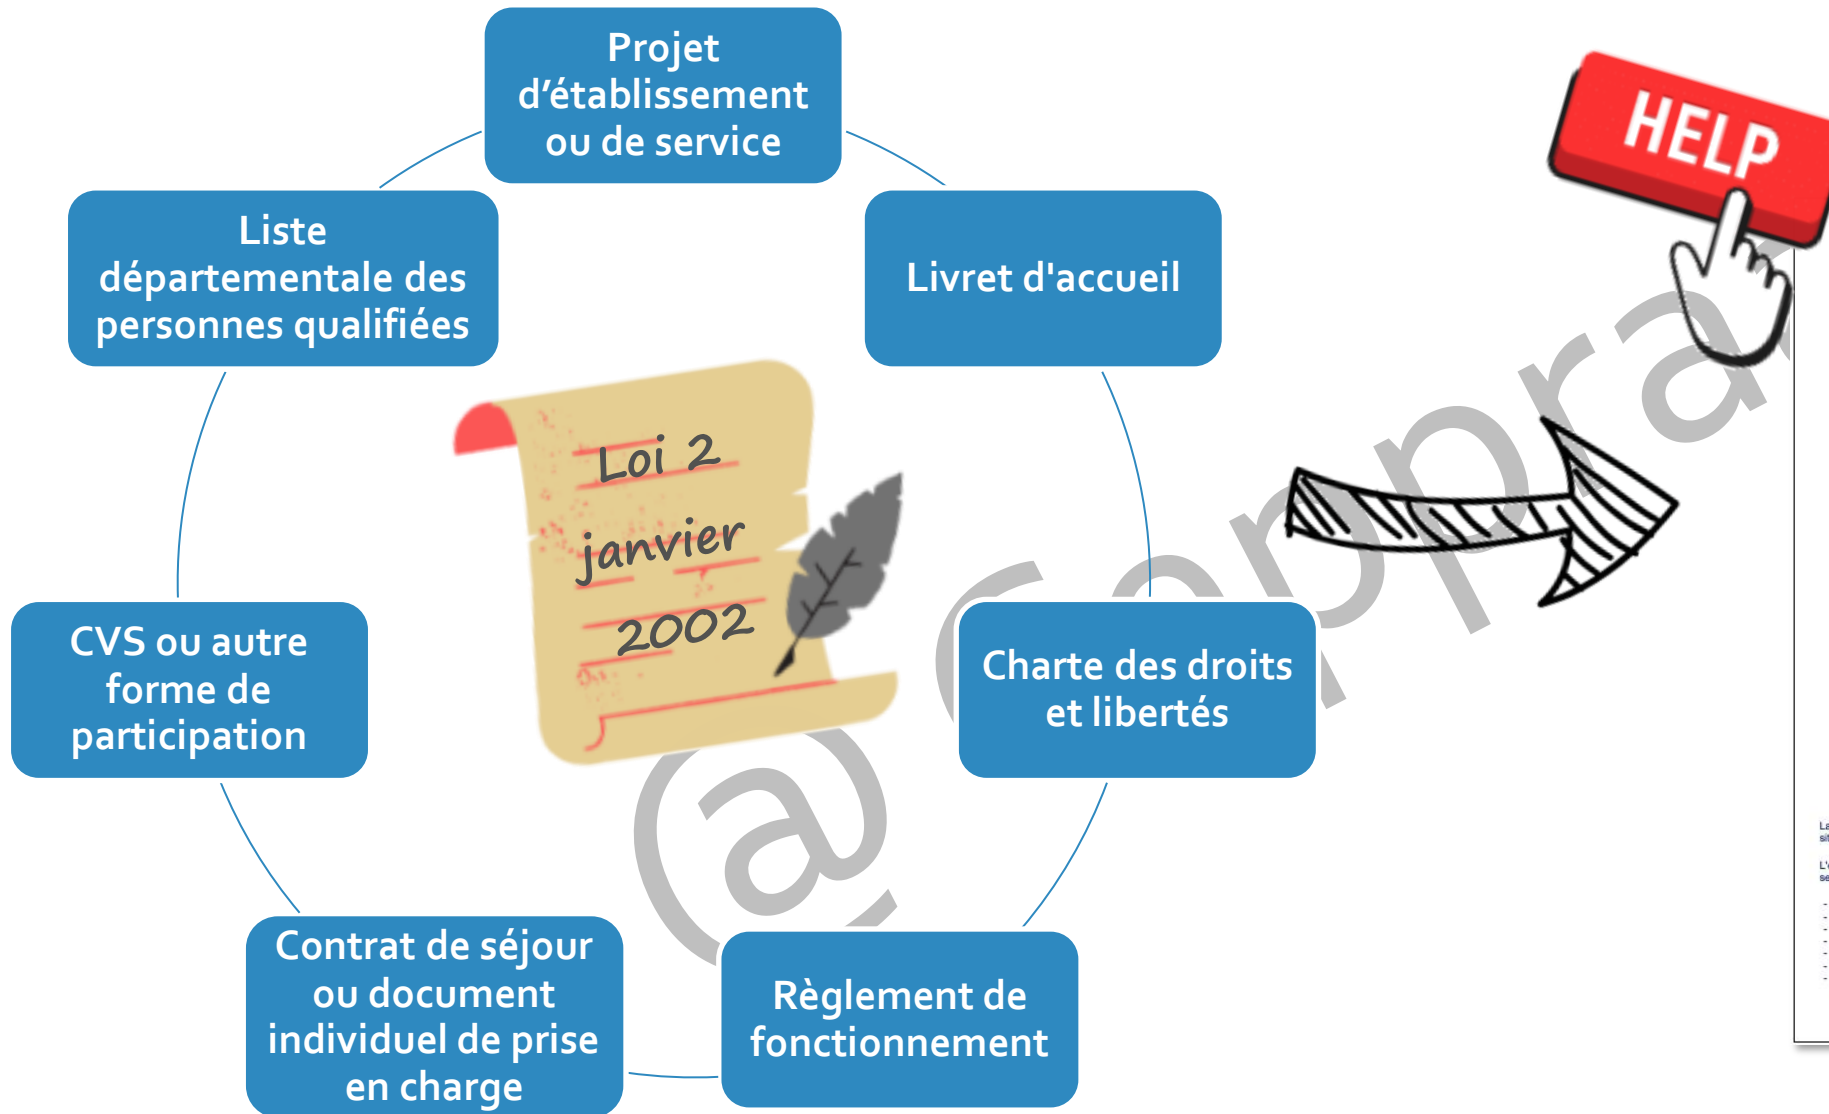 Projet
d'établissement
ou de service
Livret d'accueil
Charte des droits
et libertés
Règlement de
fonctionnement
Contrat de séjour
ou document
individuel de prise
en charge
CVS ou autre
forme de
participation
Liste
départementale des
personnes qualifiées
Loi 2
janvier
2002
HELP